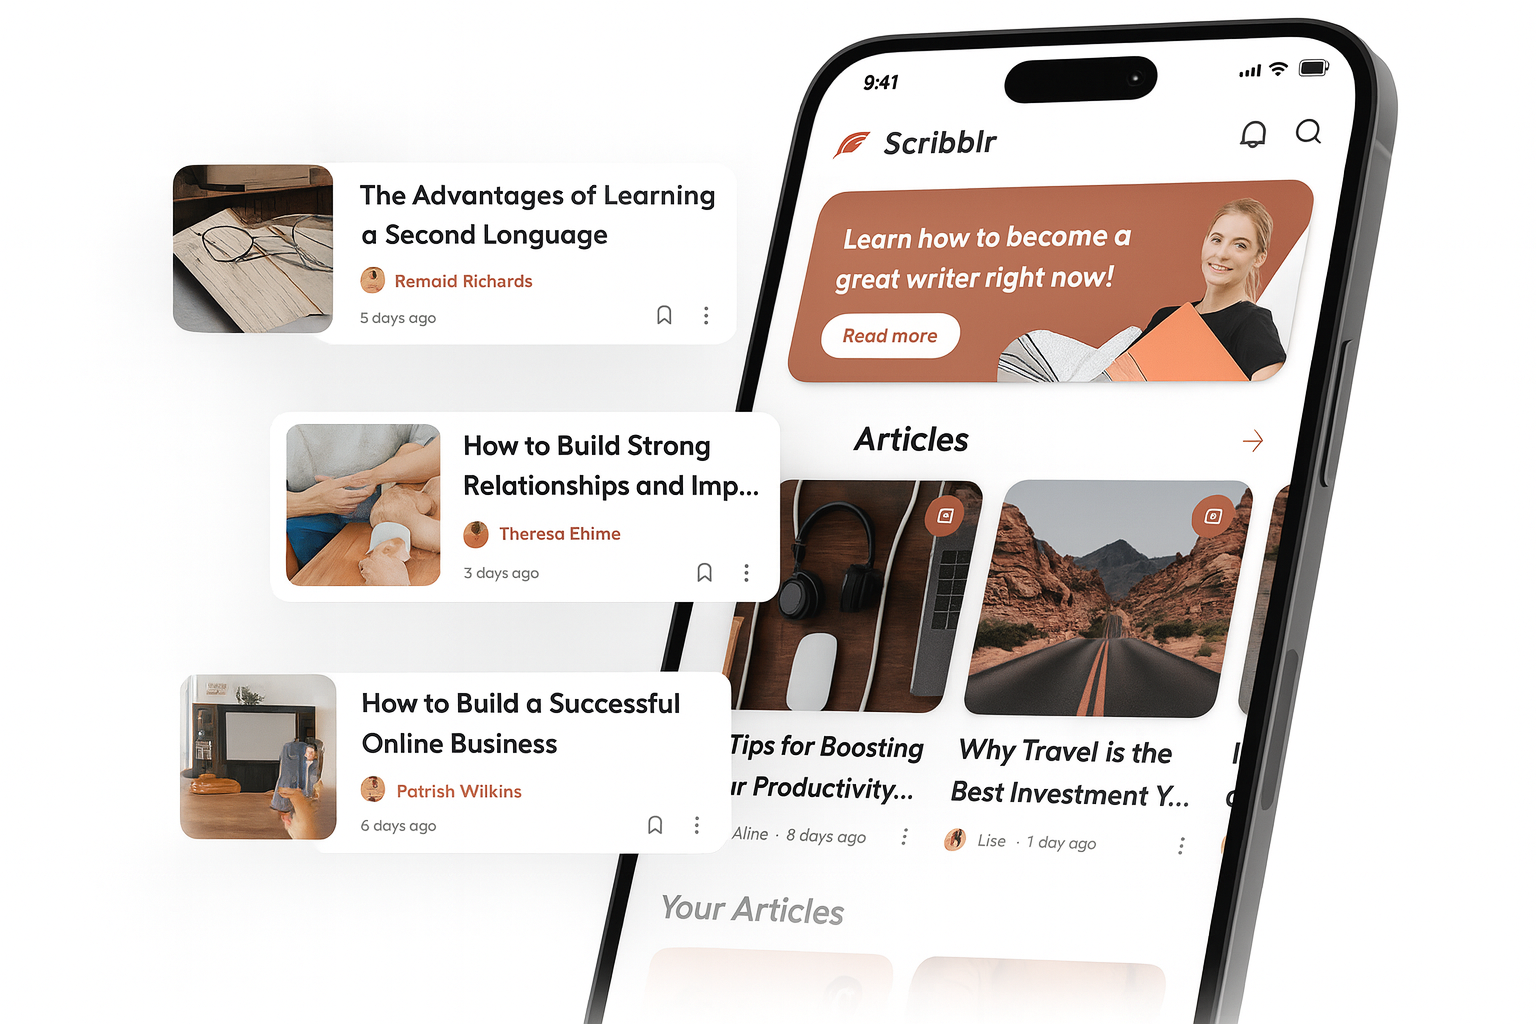 9:41
Scribblr
Learn how to become a
great writer right now!
Read more
The Advantages of Learning
a Second Longuage
Remaid Richards
5 days ago
Articles
How to Build Strong
Relationships and Imp...
Theresa Ehime
3 days ago
Tips for Boosting
ur Productivity...
Aline · 8 days ago
Why Travel is the
Best Investment Y...
Lise · 1 day ago
How to Build a Successful
Online Business
Patrish Wilkins
6 days ago
Your Articles